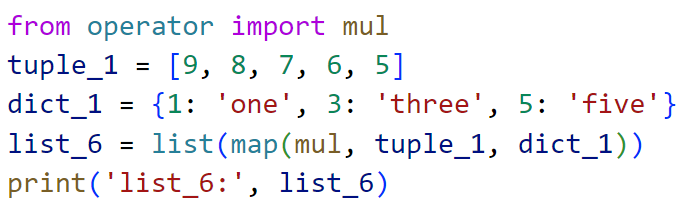 from operator import mul
tuple_1 = [9, 8, 7, 6, 5]
dict_1 = {1: 'one', 3: 'three', 5: 'five'}
list_6 = list(map(mul, tuple_1, dict_1))
print('list_6:', list_6)